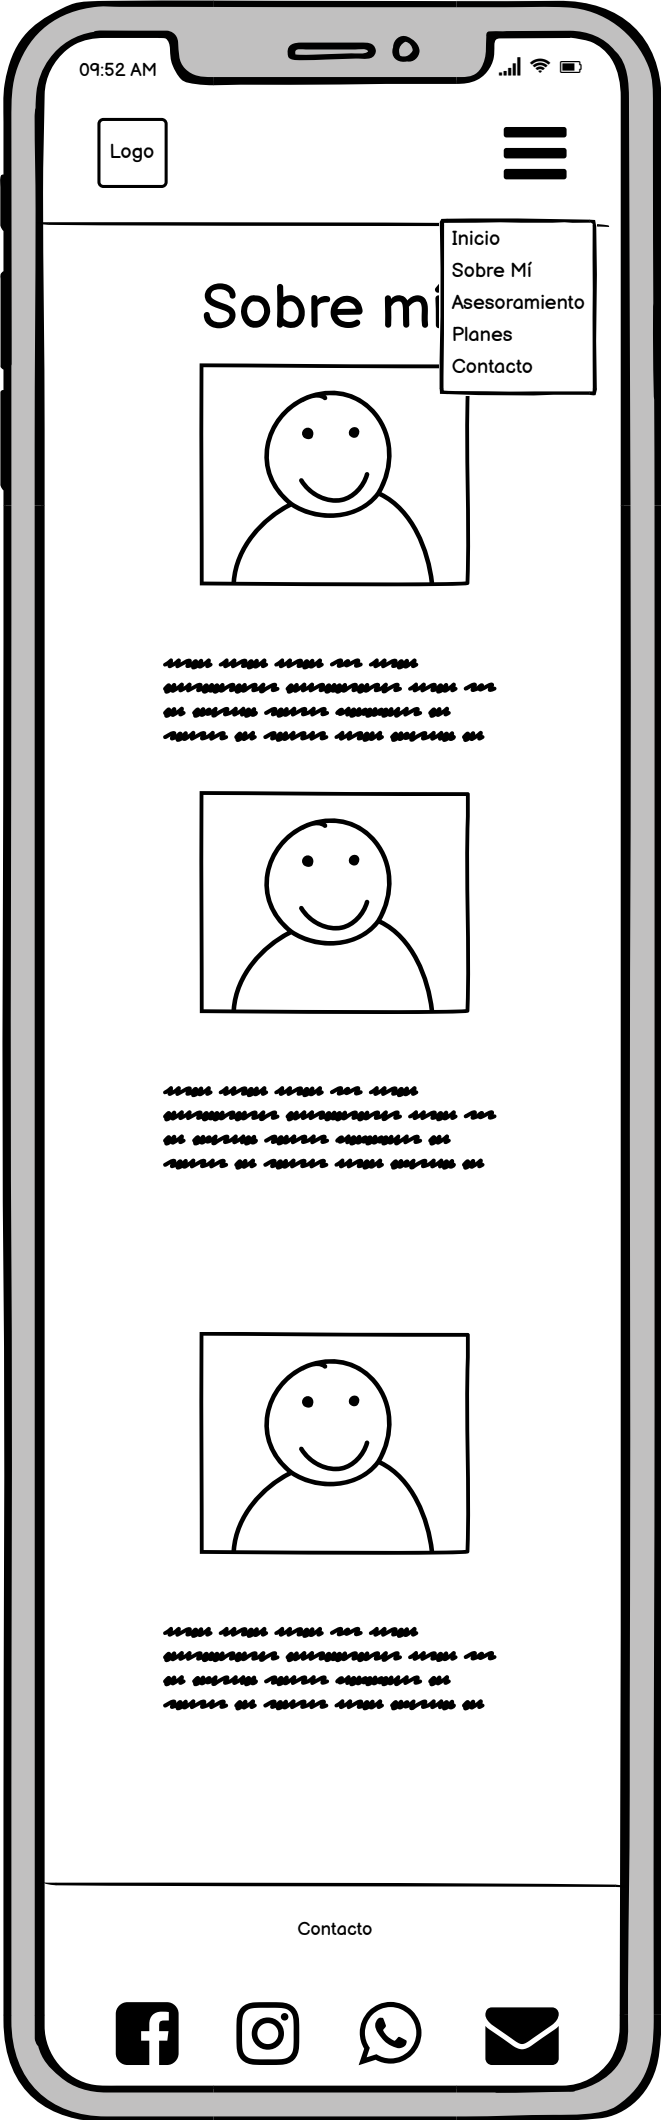 09:52 AM
Logo
Inicio
Sobre Mí
Asesoramiento
Planes
Contacto
Sobre mí
Contacto